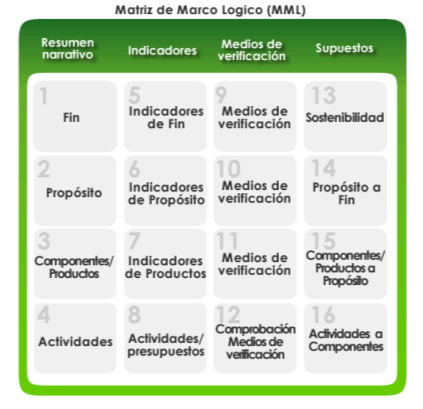 Matriz de Marco Logico (MML)
Resumen
narrativo
Indicadores
Medios de
verificación
Supuestos
1
Fin
5
Indicadores
de Fin
9
Medios de
verificación
13
Sostenibilidad
2
Propósito
6
Indicadores
de Propósito
10
Medios de
verificación
14
Propósito a
Fin
3
Componentes/
Productos
7
Indicadores
de Productos
11
Medios de
verificación
15
Componentes/
Productos a
Propósito
4
Actividades
8
Actividades/
presupuestos
12
Comprobación
Medios de
verificación
16
Actividades a
Componentes